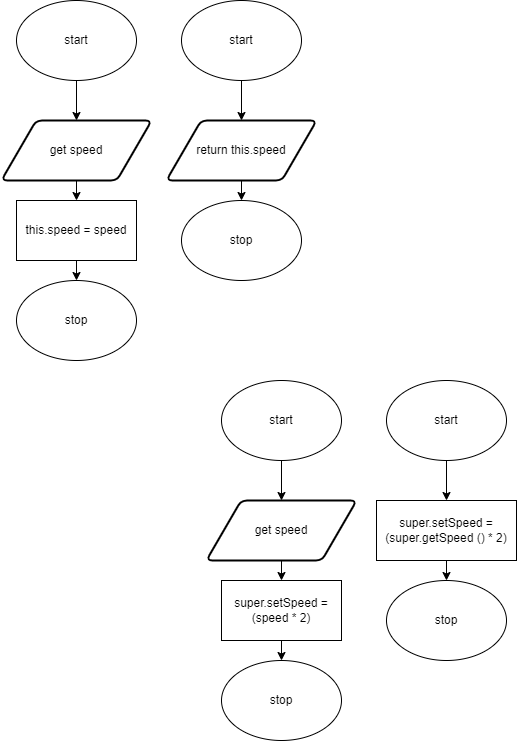 start
get speed
this.speed = speed
stop
start
return this.speed
stop
start
get speed
super.setSpeed =
(speed * 2)
stop
start
super.setSpeed =
(super.getSpeed () * 2)
stop